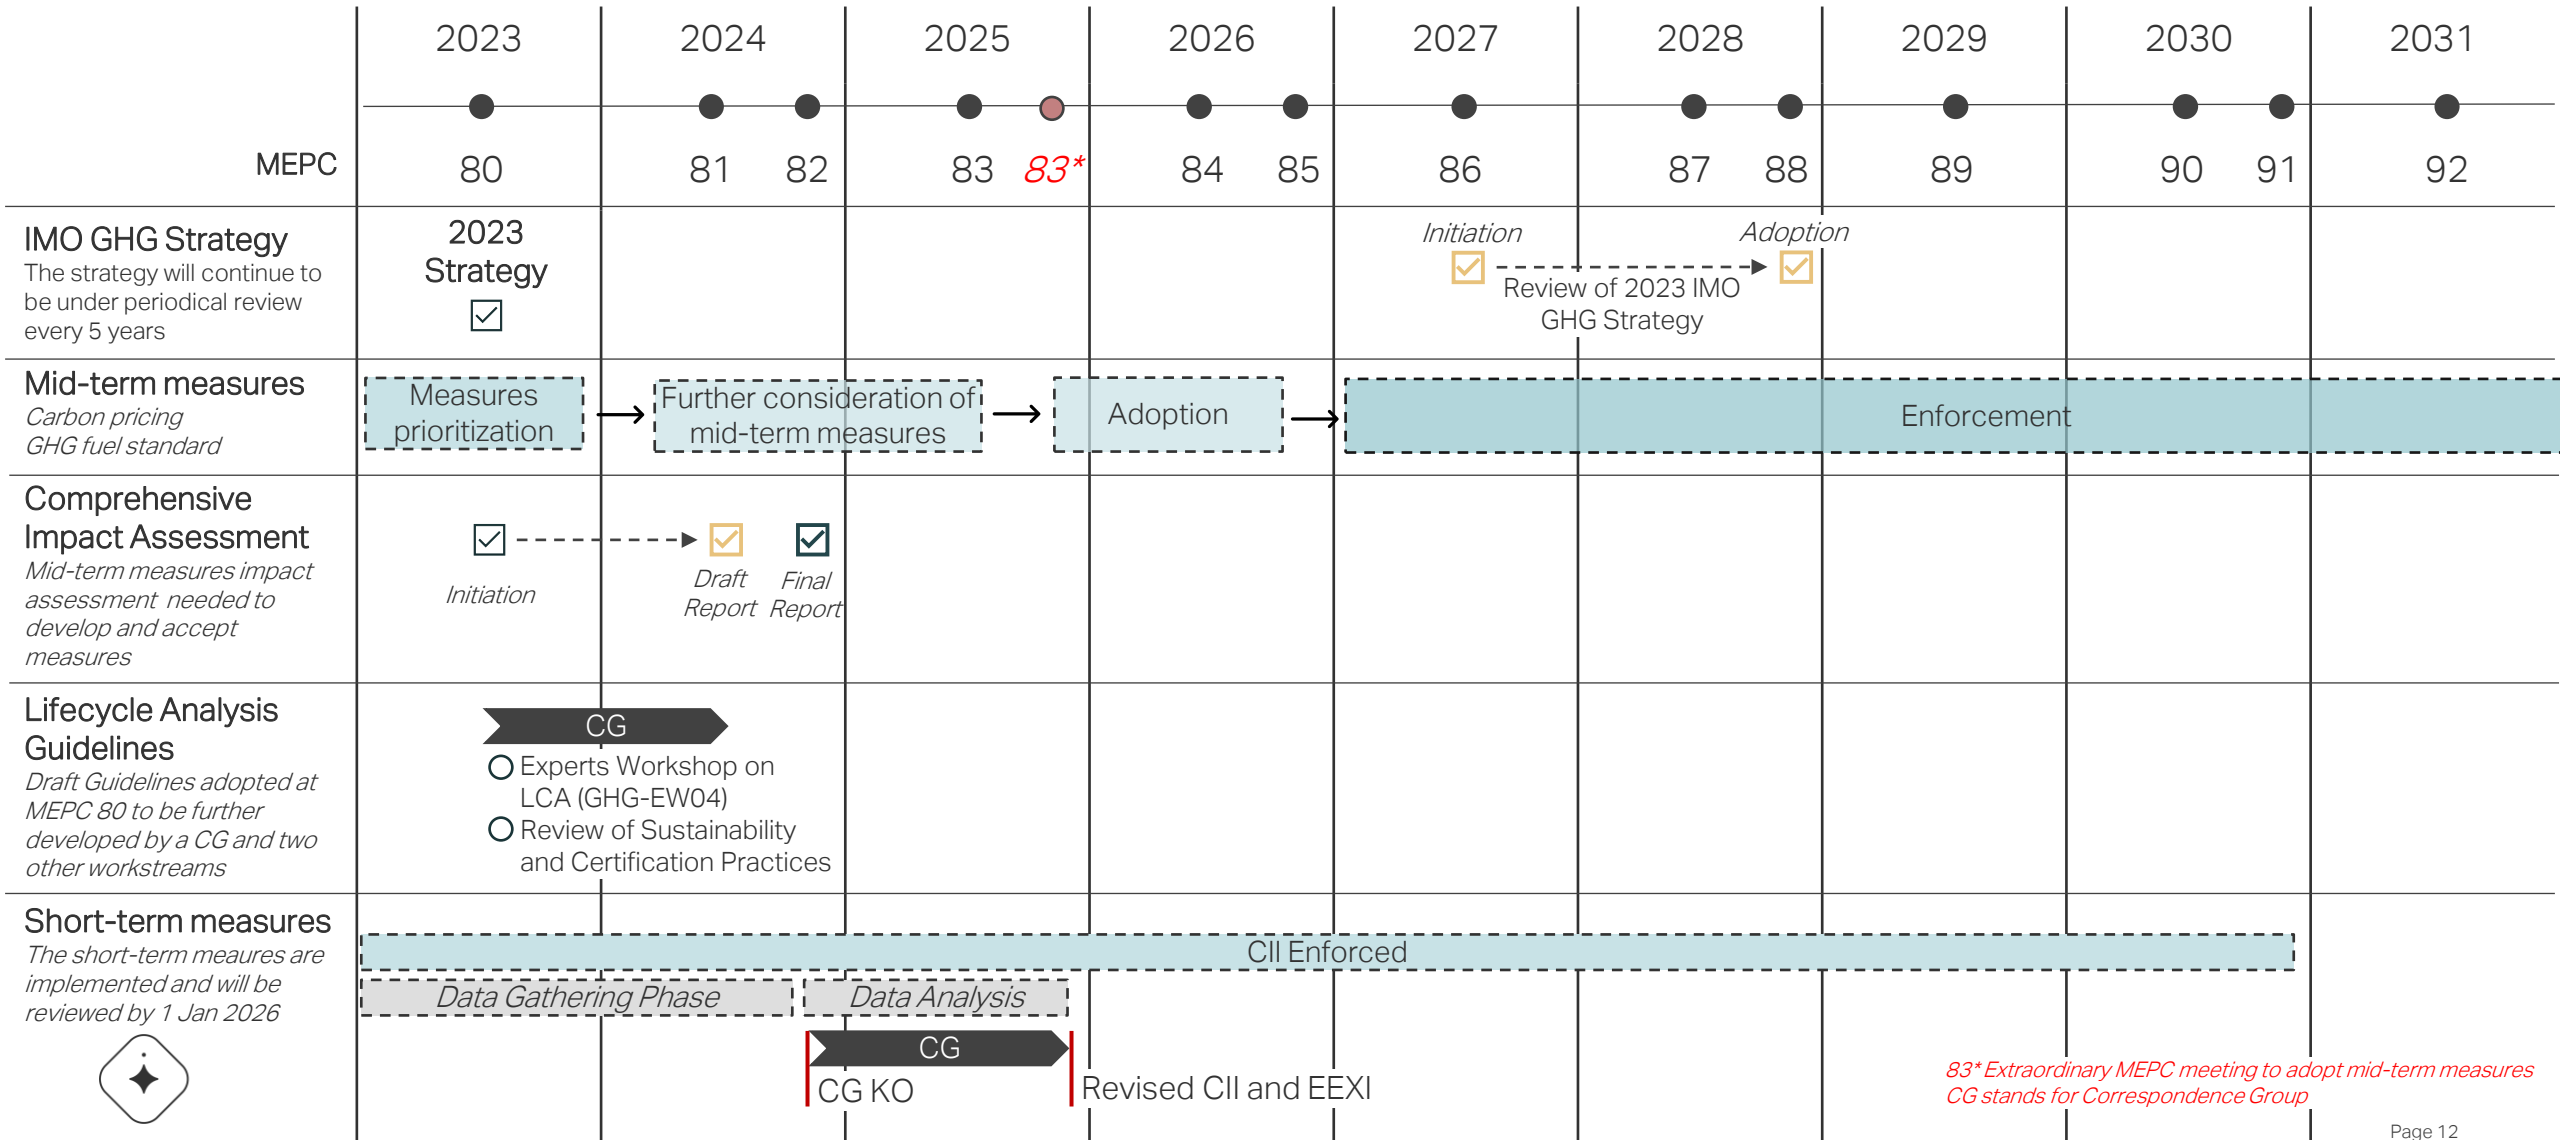 2023 2024 2025 2026 2027 2028 2029 2030 2031
MEPC 80 81 82 83 83* 84 85 86 87 88 89 90 91 92
IMO GHG Strategy
The strategy will continue to
be under periodical review
every 5 years
2023
Strategy
Initiation
Adoption
Review of 2023 IMO
GHG Strategy
Mid-term measures
Carbon pricing
GHG fuel standard
Measures
prioritization
Further consideration of
mid-term measures
Adoption
Enforcement
Comprehensive
Impact Assessment
Mid-term measures impact
assessment needed to
develop and accept
measures
Initiation
Draft
Report
Final
Report
Lifecycle Analysis
Guidelines
Draft Guidelines adopted at
MEPC 80 to be further
developed by a CG and two
other workstreams
CG
Experts Workshop on
LCA (GHG-EW04)
Review of Sustainability
and Certification Practices
Short-term measures
The short-term meaures are
implemented and will be
reviewed by 1 Jan 2026
CII Enforced
Data Gathering Phase
Data Analysis
CG
CG KO
Revised CII and EEXI
83* Extraordinary MEPC meeting to adopt mid-term measures
CG stands for Correspondence Group
Page 12